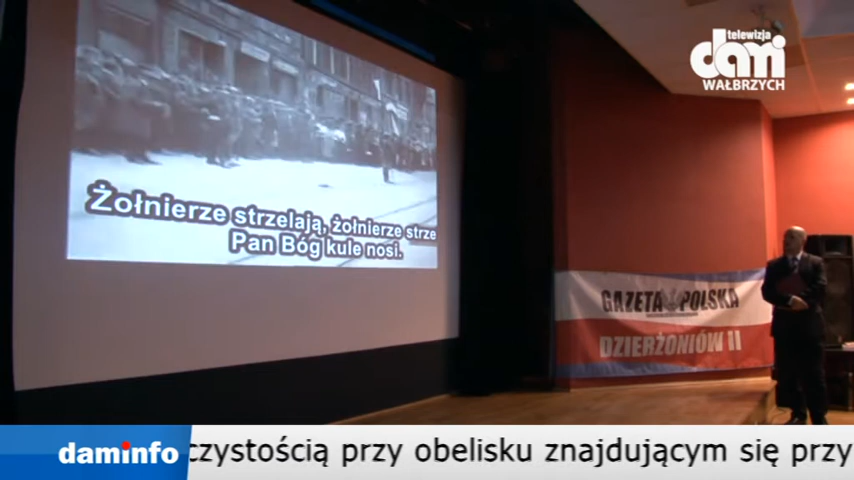 telewizja
dami
WAŁBRZYCH
Żołnierze strzelają, żołnierze strze
Pan Bóg kule nosi.
GAZETA POLSKA
DZIERŻONIÓW II
daminfo
czystością przy obelisku znajdującym się przy